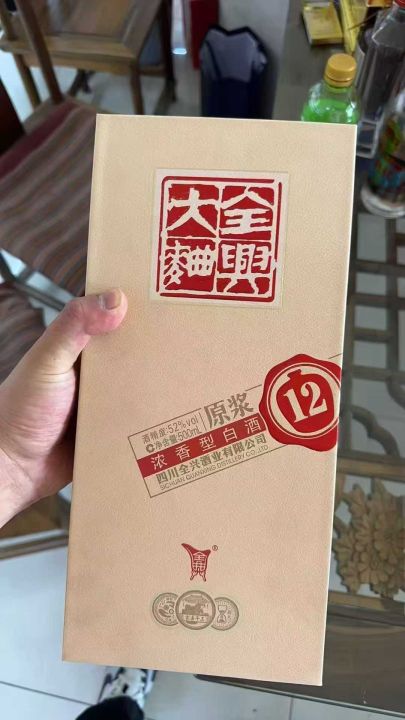 全興
大麯
12
原浆
酒精度:52%vol
净含量:500mL
浓香型白酒
四川全兴酒业有限公司
SICHUAN QUANXING DISTILLERY CO.,LTD